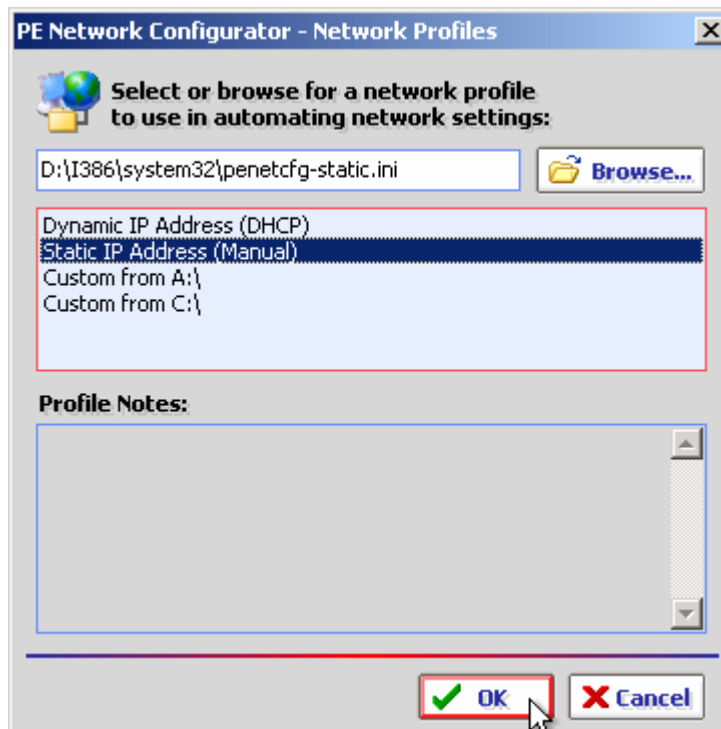 PE Network Configurator - Network Profiles
Select or browse for a network profile
to use in automating network settings:
D:\I386\system32\penetcfg-static.ini
Browse...
Dynamic IP Address (DHCP)
Static IP Address (Manual)
Custom from A:\
Custom from C:\
Profile Notes:
OK
Cancel